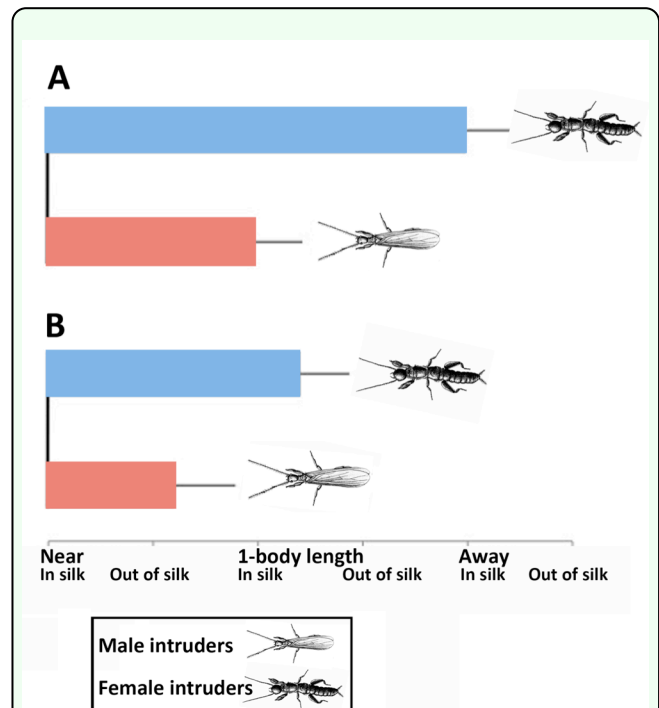 A
B
Near 1-body length Away
In silk Out of silk In silk Out of silk In silk Out of silk
Male intruders
Female intruders